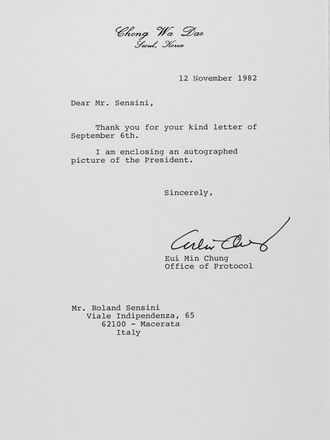 Chong Wa Dae
Seoul, Korea
12 November 1982
Dear Mr. Sensini,
Thank you for your kind letter of
September 6th.
I am enclosing an autographed
picture of the President.
Sincerely,
Eui Min Chung
Office of Protocol
Mr. Roland Sensini
Viale Indipendenza, 65
62100 - Macerata
Italy